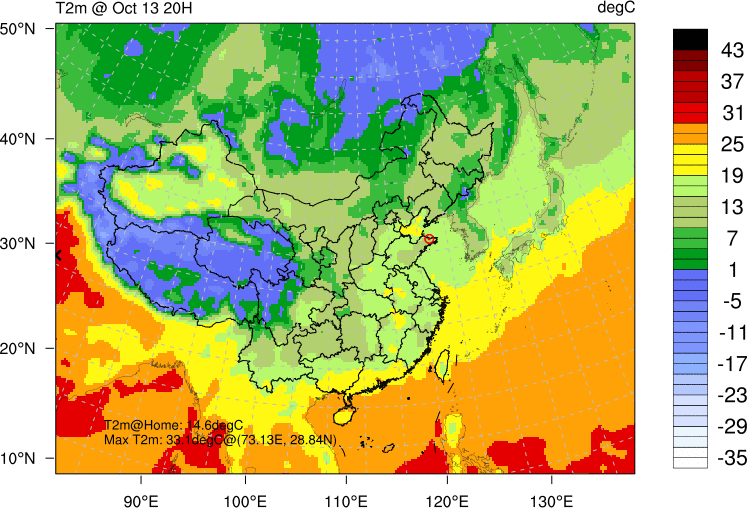 T2m @ Oct 13 20H
degC
50°N
40°N
30°N
20°N
10°N
T2m@Home: 14.6degC
Max T2m: 33.1degC@(73.13E, 28.84N)
90°E
100°E
110°E
120°E
130°E
43
37
31
25
19
13
7
1
-5
-11
-17
-23
-29
-35